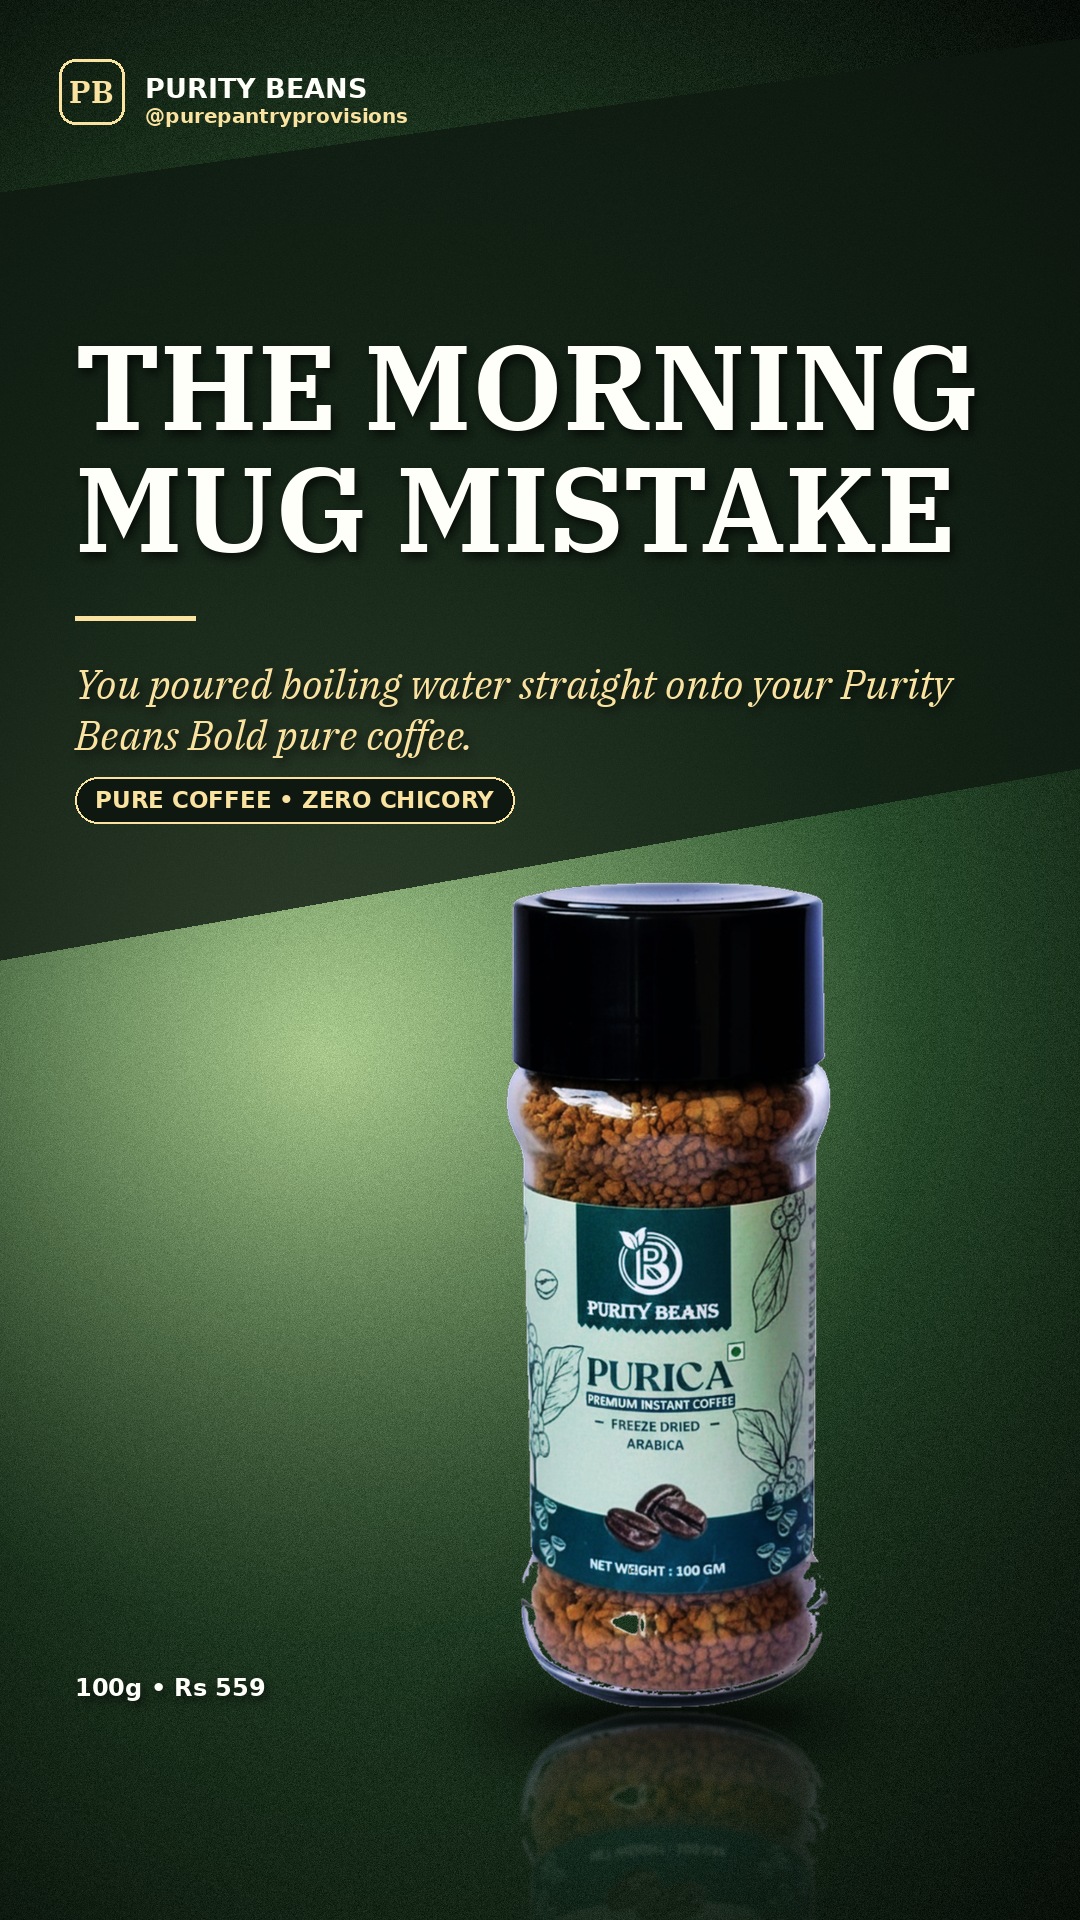 PB
PURITY BEANS
@purepantryprovisions
THE MORNING
MUG MISTAKE
You poured boiling water straight onto your Purity
Beans Bold pure coffee.
PURE COFFEE • ZERO CHICORY
PURITY BEANS
PURICA
PREMIUM INSTANT COFFEE
FREEZE DRIED
ARABICA
NET WEIGHT : 100 GM
100g • Rs 559